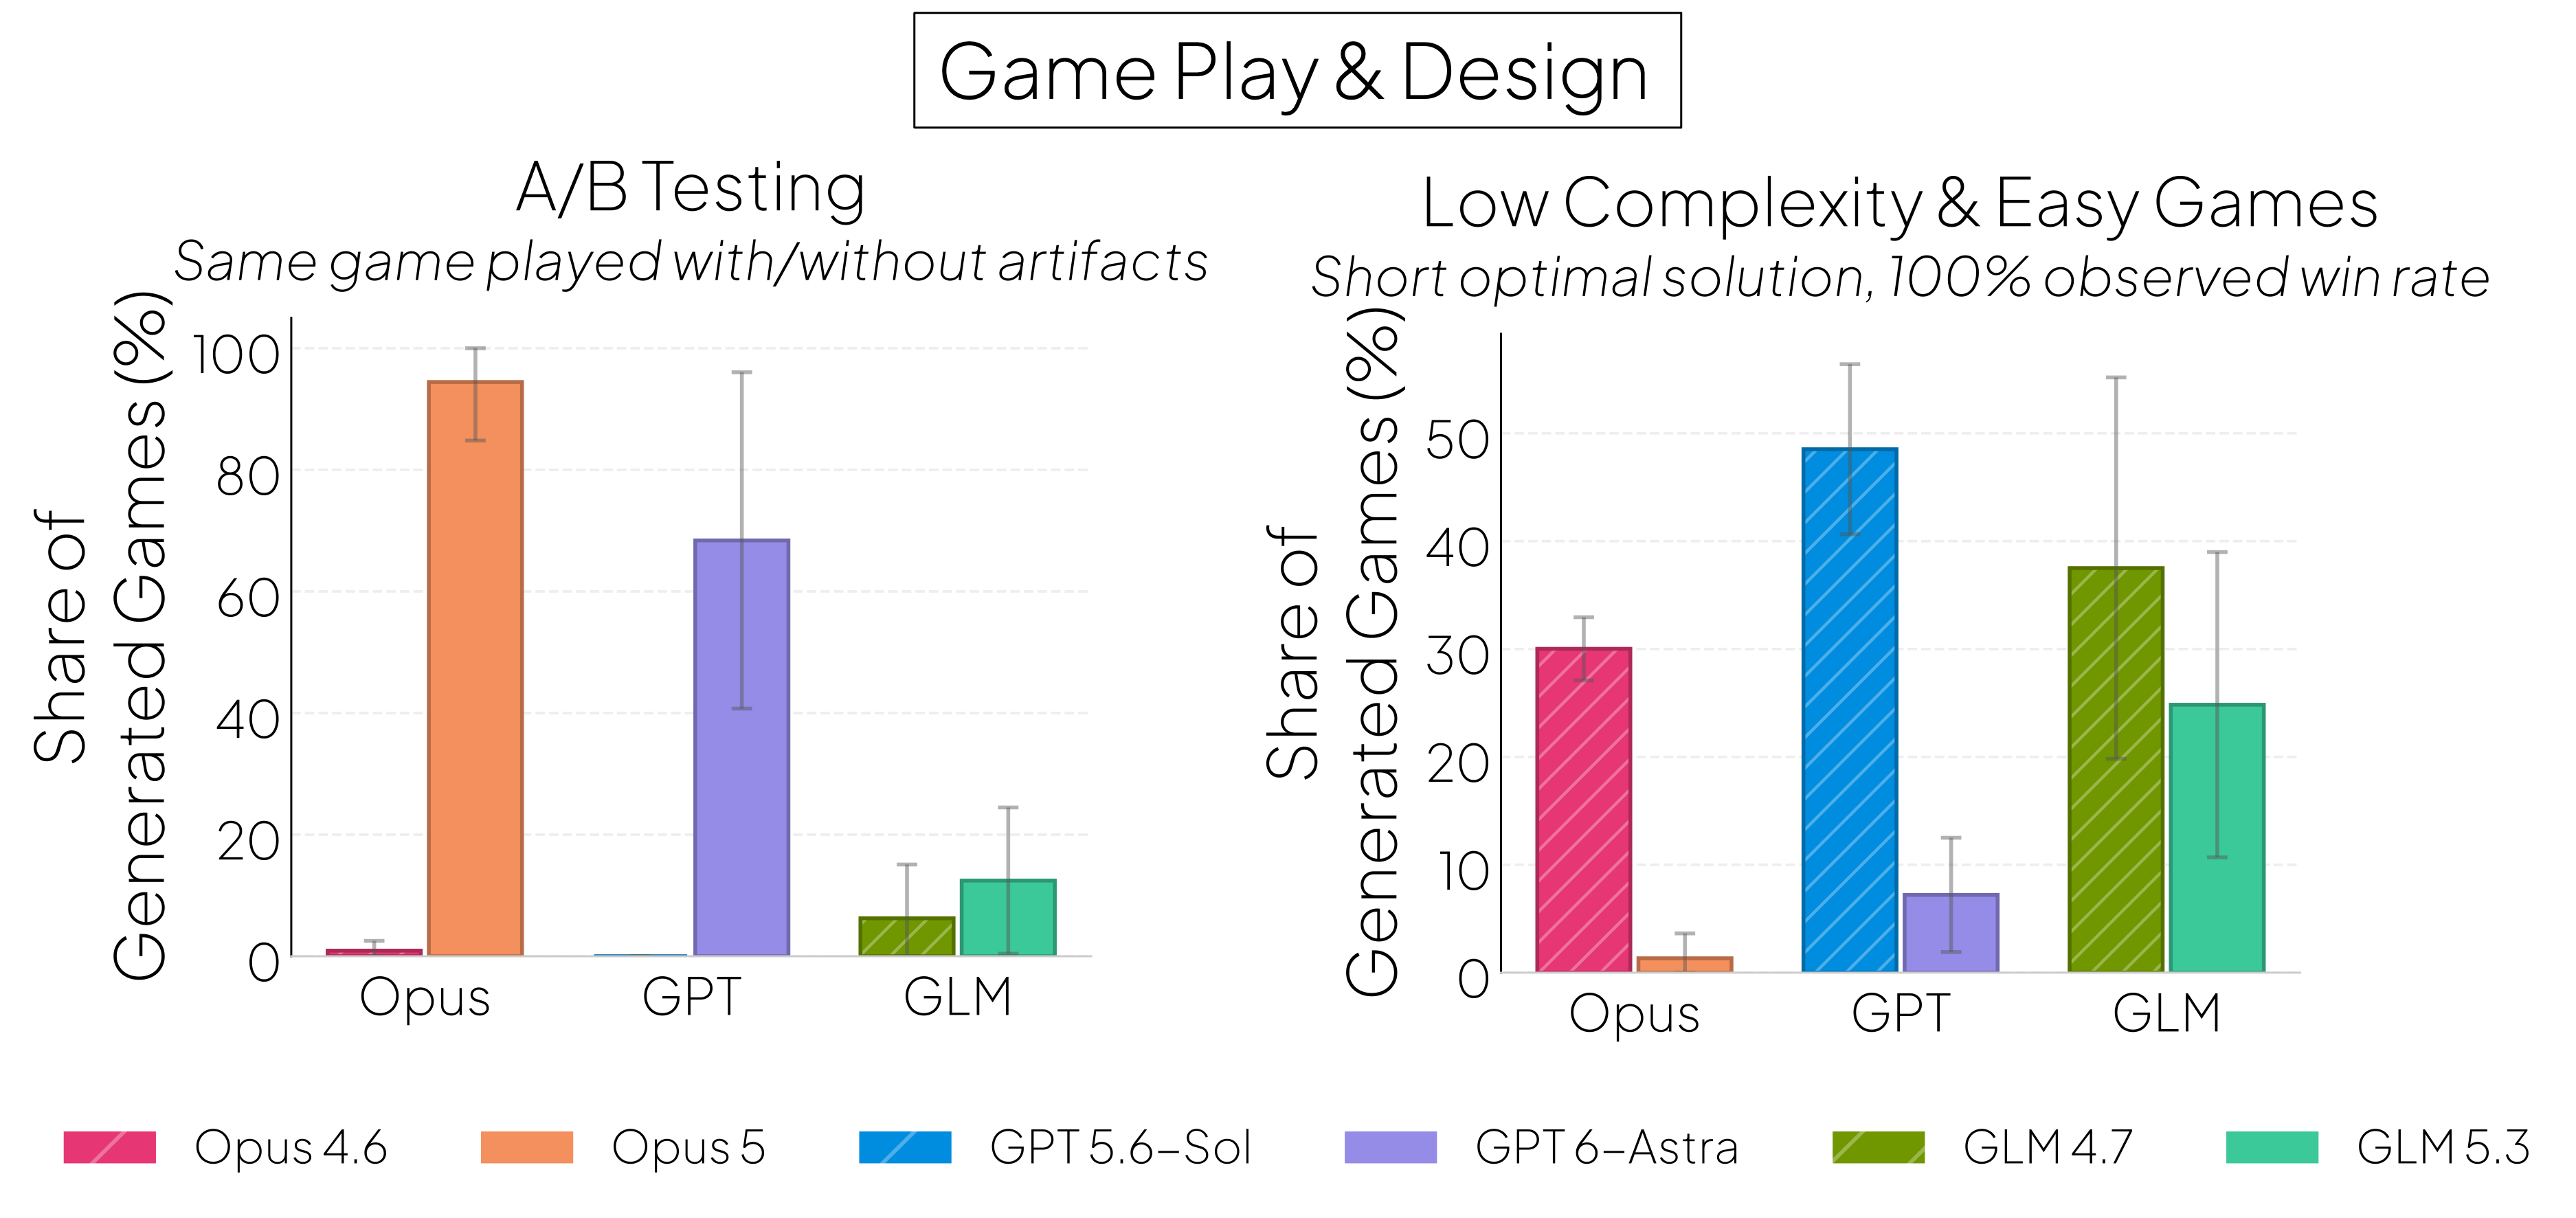 Game Play & Design
A/B Testing
Same game played with/without artifacts
Share of
Generated Games (%)
100
80
60
40
20
0
Opus
GPT
GLM
Low Complexity & Easy Games
Short optimal solution, 100% observed win rate
Share of
Generated Games (%)
50
40
30
20
10
0
Opus
GPT
GLM
Opus 4.6
Opus 5
GPT 5.6–Sol
GPT 6–Astra
GLM 4.7
GLM 5.3